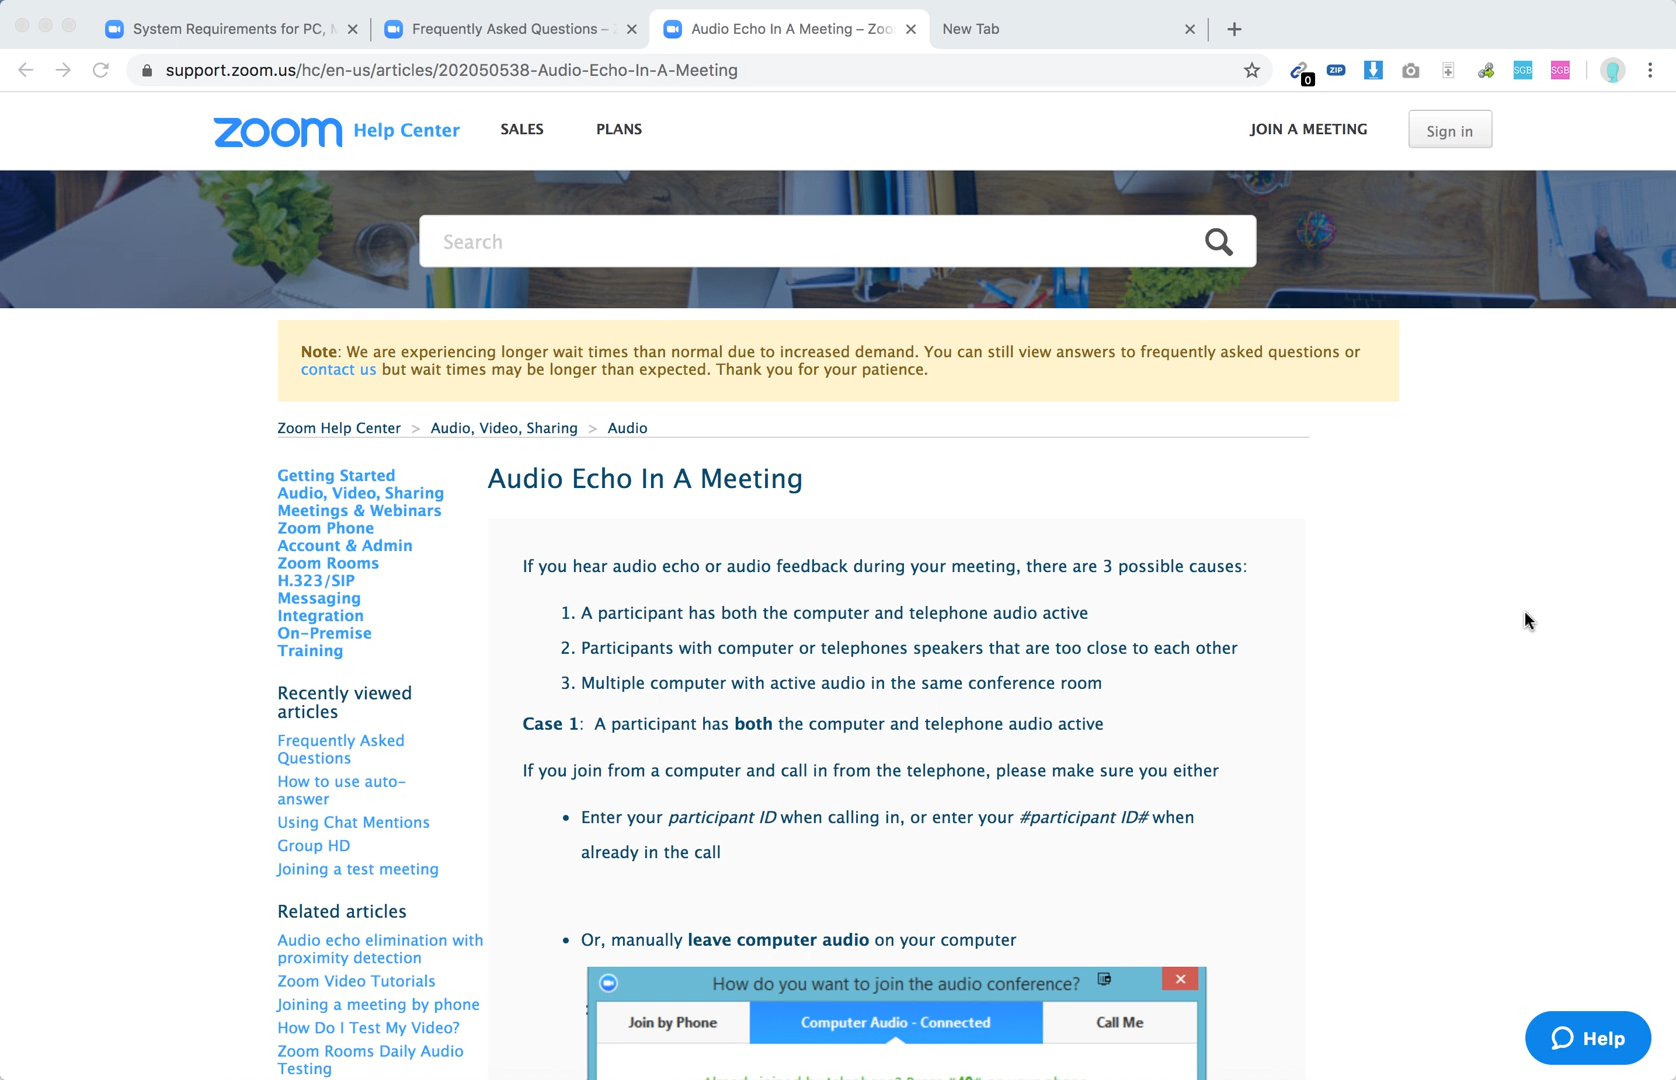 System Requirements for PC, M
Frequently Asked Questions – Z
Audio Echo In A Meeting – Zoo
New Tab
support.zoom.us/hc/en-us/articles/202050538-Audio-Echo-In-A-Meeting
0
ZIP
SGB
SGB
zoom Help Center
SALES
PLANS
JOIN A MEETING
Sign in
Search
Note: We are experiencing longer wait times than normal due to increased demand. You can still view answers to frequently asked questions or
contact us but wait times may be longer than expected. Thank you for your patience.
Zoom Help Center > Audio, Video, Sharing > Audio
Getting Started
Audio, Video, Sharing
Meetings & Webinars
Zoom Phone
Account & Admin
Zoom Rooms
H.323/SIP
Messaging
Integration
On-Premise
Training
Recently viewed
articles
Frequently Asked
Questions
How to use auto-
answer
Using Chat Mentions
Group HD
Joining a test meeting
Related articles
Audio echo elimination with
proximity detection
Zoom Video Tutorials
Joining a meeting by phone
How Do I Test My Video?
Zoom Rooms Daily Audio
Testing
Audio Echo In A Meeting
If you hear audio echo or audio feedback during your meeting, there are 3 possible causes:
1. A participant has both the computer and telephone audio active
2. Participants with computer or telephones speakers that are too close to each other
3. Multiple computer with active audio in the same conference room
Case 1: A participant has both the computer and telephone audio active
If you join from a computer and call in from the telephone, please make sure you either
• Enter your participant ID when calling in, or enter your #participant ID# when
already in the call
• Or, manually leave computer audio on your computer
How do you want to join the audio conference?
Join by Phone
Computer Audio - Connected
Call Me
Help